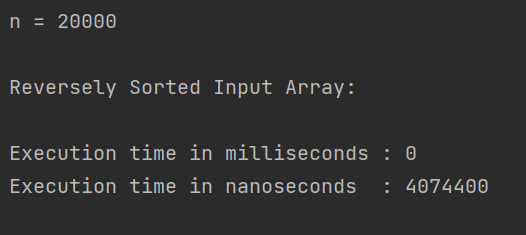 n = 20000
Reversely Sorted Input Array:
Execution time in milliseconds : 0
Execution time in nanoseconds  : 4074400